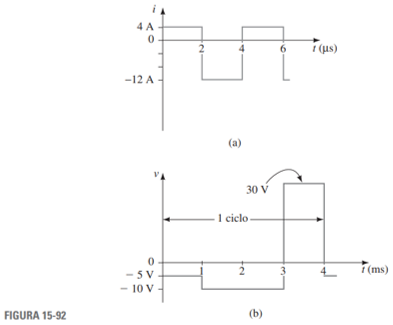 i
4 A
0
2
4
6
t (μs)
−12 A
(a)
v
30 V
1 ciclo
0
1
2
3
4
t (ms)
− 5 V
− 10 V
FIGURA 15-92
(b)